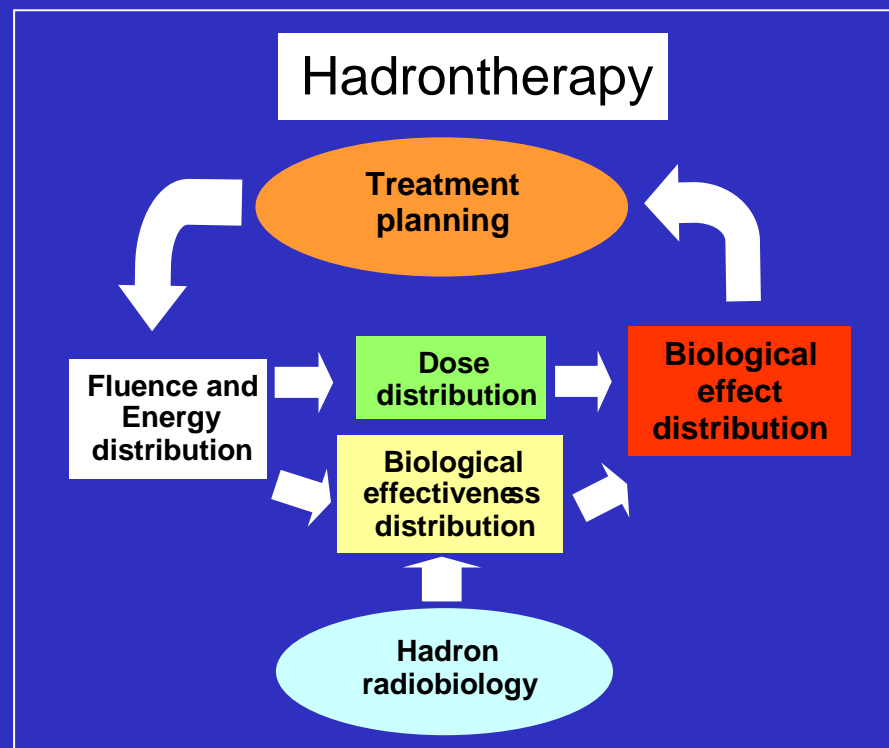 Hadrontherapy
Treatment
planning
Fluence and
Energy
distribution
Dose
distribution
Biological
effect
distribution
Biological
effectiveness
distribution
Hadron
radiobiology